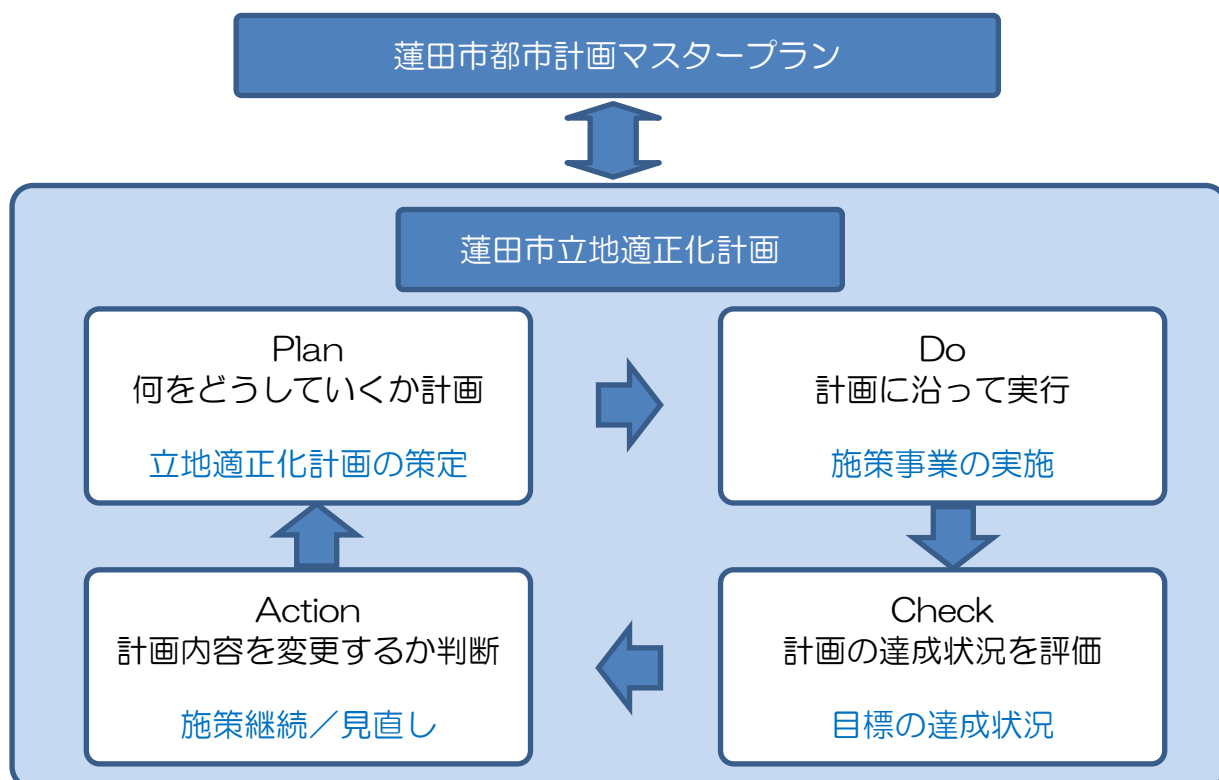 蓮田市都市計画マスタープラン
蓮田市立地適正化計画
Plan
何をどうしていくか計画
立地適正化計画の策定
Do
計画に沿って実行
施策事業の実施
Action
計画内容を変更するか判断
施策継続／見直し
Check
計画の達成状況を評価
目標の達成状況